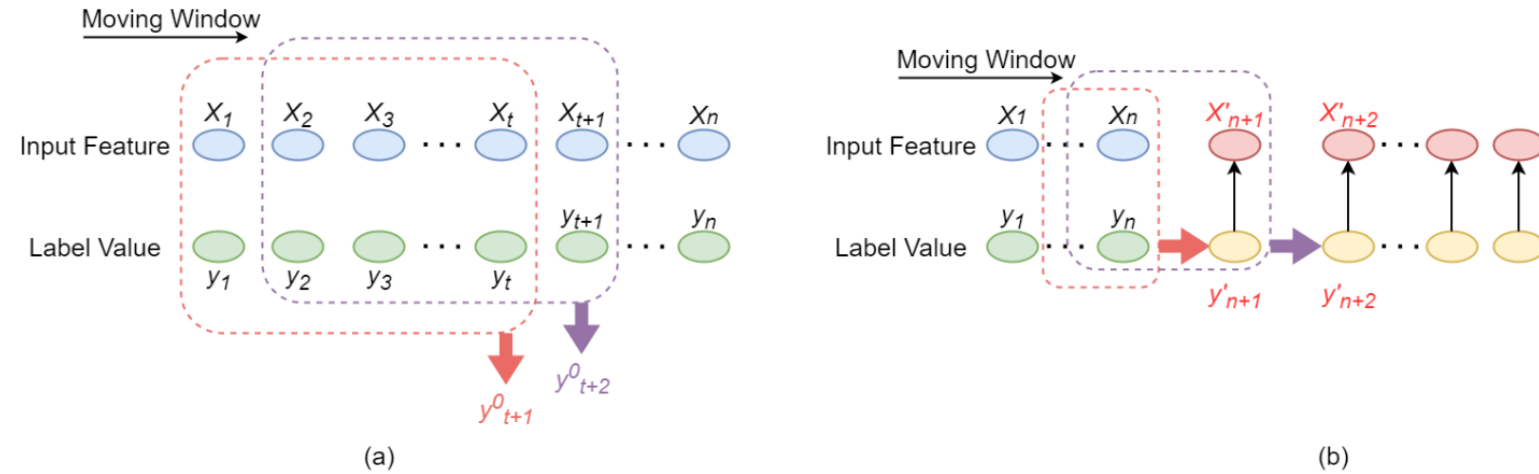 Moving Window
X₁ X₂ X₃ ··· Xₜ Xₜ₊₁ ··· Xₙ
Input Feature
Label Value
yₜ₊₁ yₙ
y₁ y₂ y₃ ··· yₜ
y⁰ₜ₊₁
y⁰ₜ₊₂
(a)
Moving Window
X₁ ··· Xₙ X'ₙ₊₁ X'ₙ₊₂ ···
Input Feature
y₁ ··· yₙ
Label Value
y'ₙ₊₁ y'ₙ₊₂
(b)